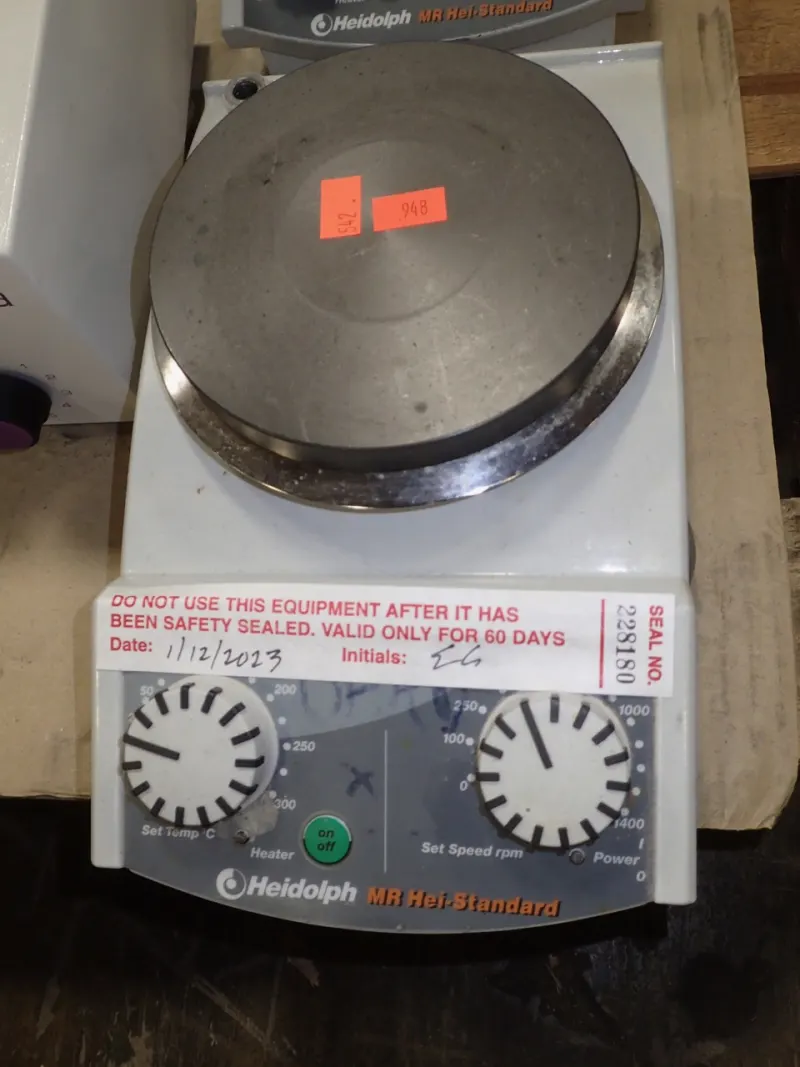 Heidolph MR Hei-Standard
542.
948
DO NOT USE THIS EQUIPMENT AFTER IT HAS
BEEN SAFETY SEALED. VALID ONLY FOR 60 DAYS
Date: 1/12/2023 Initials: EG
SEAL NO.
228180
50
200
250
300
Set Temp °C
Heater
on
off
250
100
0
1000
1400
Set Speed rpm
I
Power
0
Heidolph MR Hei-Standard